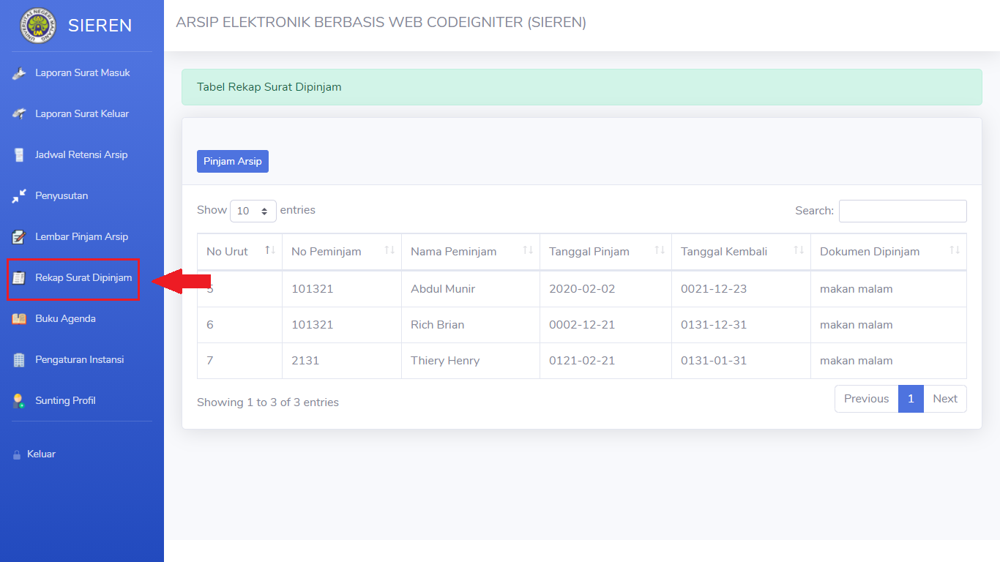 SIEREN
ARSIP ELEKTRONIK BERBASIS WEB CODEIGNITER (SIEREN)
Laporan Surat Masuk
Laporan Surat Keluar
Jadwal Retensi Arsip
Penyusutan
Lembar Pinjam Arsip
Rekap Surat Dipinjam
Buku Agenda
Pengaturan Instansi
Sunting Profil
Keluar
Tabel Rekap Surat Dipinjam
Pinjam Arsip
Show 10 entries Search:
No Urut No Peminjam Nama Peminjam Tanggal Pinjam Tanggal Kembali Dokumen Dipinjam
5 101321 Abdul Munir 2020-02-02 0021-12-23 makan malam
6 101321 Rich Brian 0002-12-21 0131-12-31 makan malam
7 2131 Thiery Henry 0121-02-21 0131-01-31 makan malam
Showing 1 to 3 of 3 entries Previous 1 Next